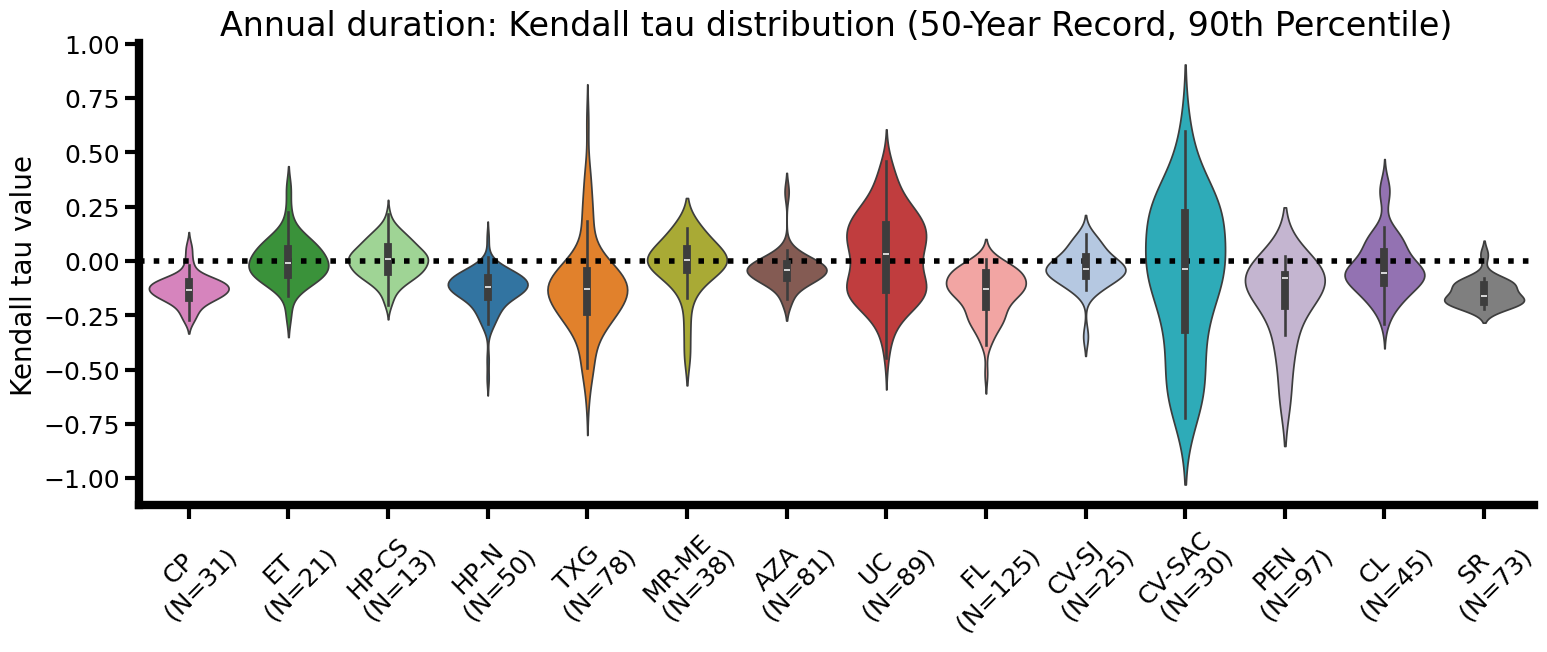 Annual duration: Kendall tau distribution (50-Year Record, 90th Percentile)
Kendall tau value
1.00
0.75
0.50
0.25
0.00
−0.25
−0.50
−0.75
−1.00
CP
(N=31)
ET
(N=21)
HP-CS
(N=13)
HP-N
(N=50)
TXG
(N=78)
MR-ME
(N=38)
AZA
(N=81)
UC
(N=89)
FL
(N=125)
CV-SJ
(N=25)
CV-SAC
(N=30)
PEN
(N=97)
CL
(N=45)
SR
(N=73)